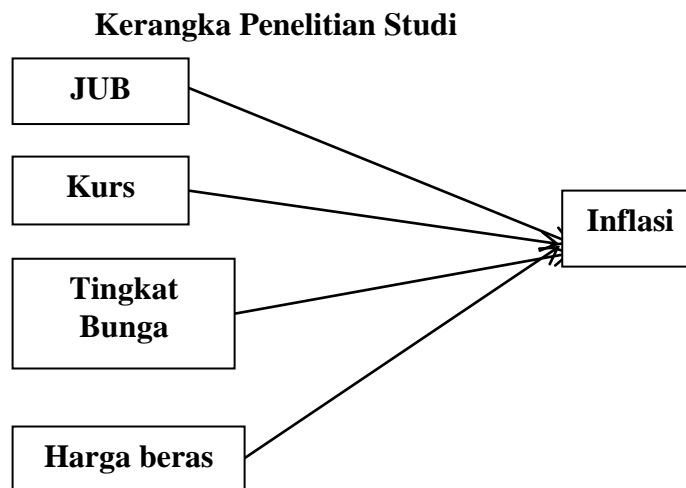 Kerangka Penelitian Studi
JUB
Kurs
Inflasi
Tingkat
Bunga
Harga beras